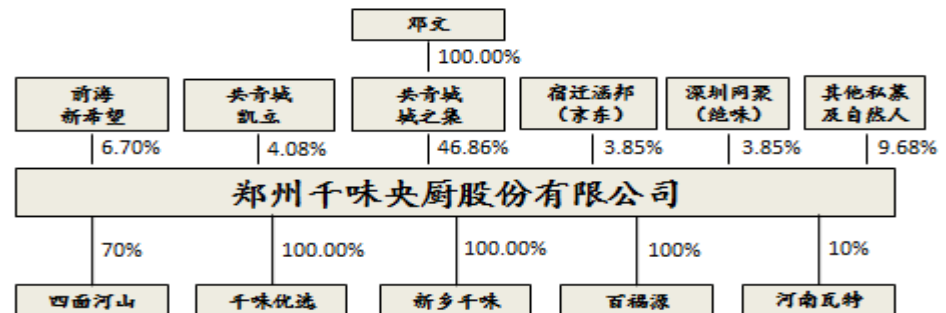 邓文
100.00%
前海 共青城 共青城 宿迁涵邦 深圳网聚 其他私募
新希望 凯立 城之集 （京东） （绝味） 及自然人
6.70% 4.08% 46.86% 3.85% 3.85% 9.68%
郑州千味央厨股份有限公司
70% 100.00% 100.00% 100% 10%
四面河山 千味优选 新乡千味 百福源 河南瓦特